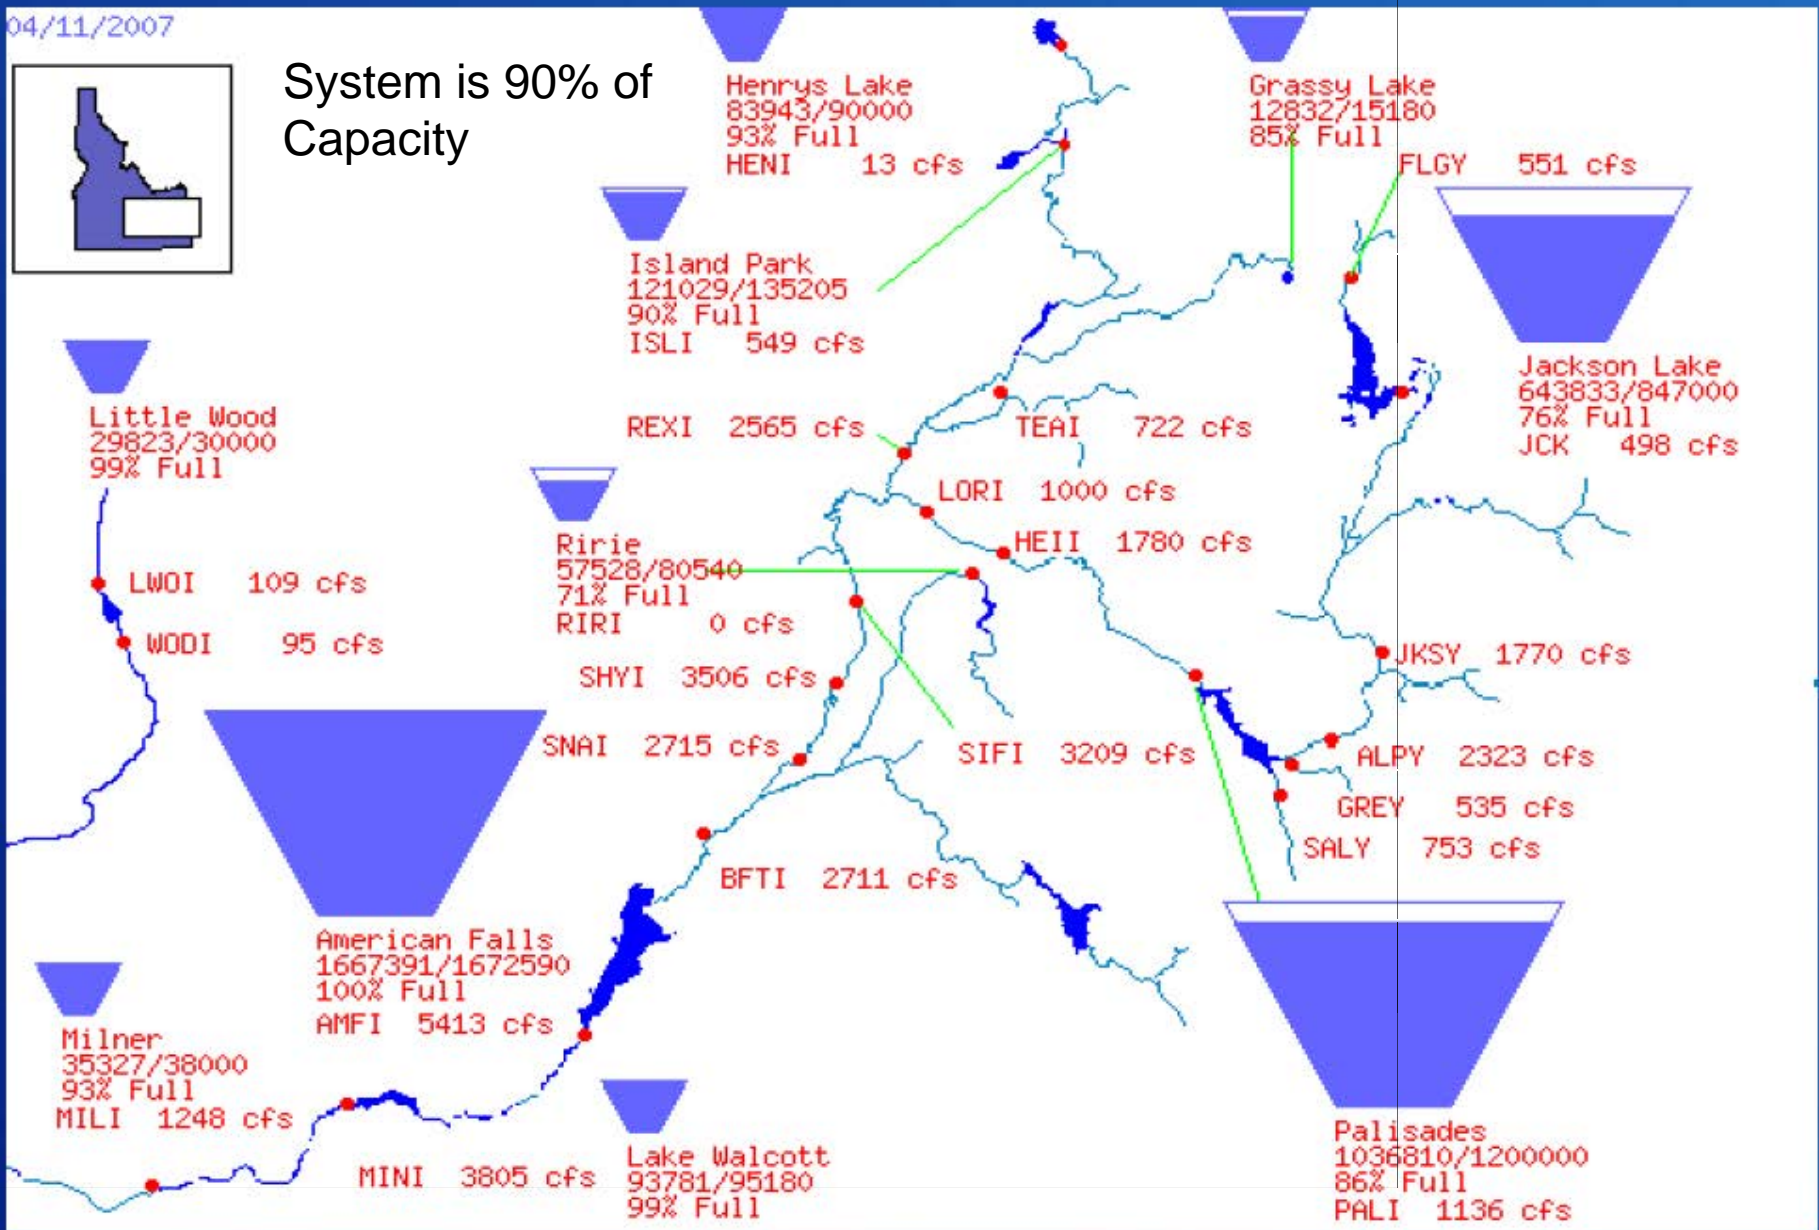 04/11/2007
System is 90% of
Capacity
Henrys Lake
83943/90000
93% Full
HENI 13 cfs
Grassy Lake
12832/15180
85% Full
FLGY 551 cfs
Island Park
121029/135205
90% Full
ISLI 549 cfs
Jackson Lake
643833/847000
76% Full
JCK 498 cfs
Little Wood
29823/30000
99% Full
REXI 2565 cfs
TEAI 722 cfs
LORI 1000 cfs
HEII 1780 cfs
Ririe
57528/80540
71% Full
RIRI 0 cfs
LWOI 109 cfs
WODI 95 cfs
SHYI 3506 cfs
JKSY 1770 cfs
SNAI 2715 cfs
SIFI 3209 cfs
ALPY 2323 cfs
GREY 535 cfs
SALY 753 cfs
BFTI 2711 cfs
American Falls
1667391/1672590
100% Full
AMFI 5413 cfs
Milner
35327/38000
93% Full
MILI 1248 cfs
MINI 3805 cfs
Lake Walcott
93781/95180
99% Full
Palisades
1036810/1200000
86% Full
PALI 1136 cfs